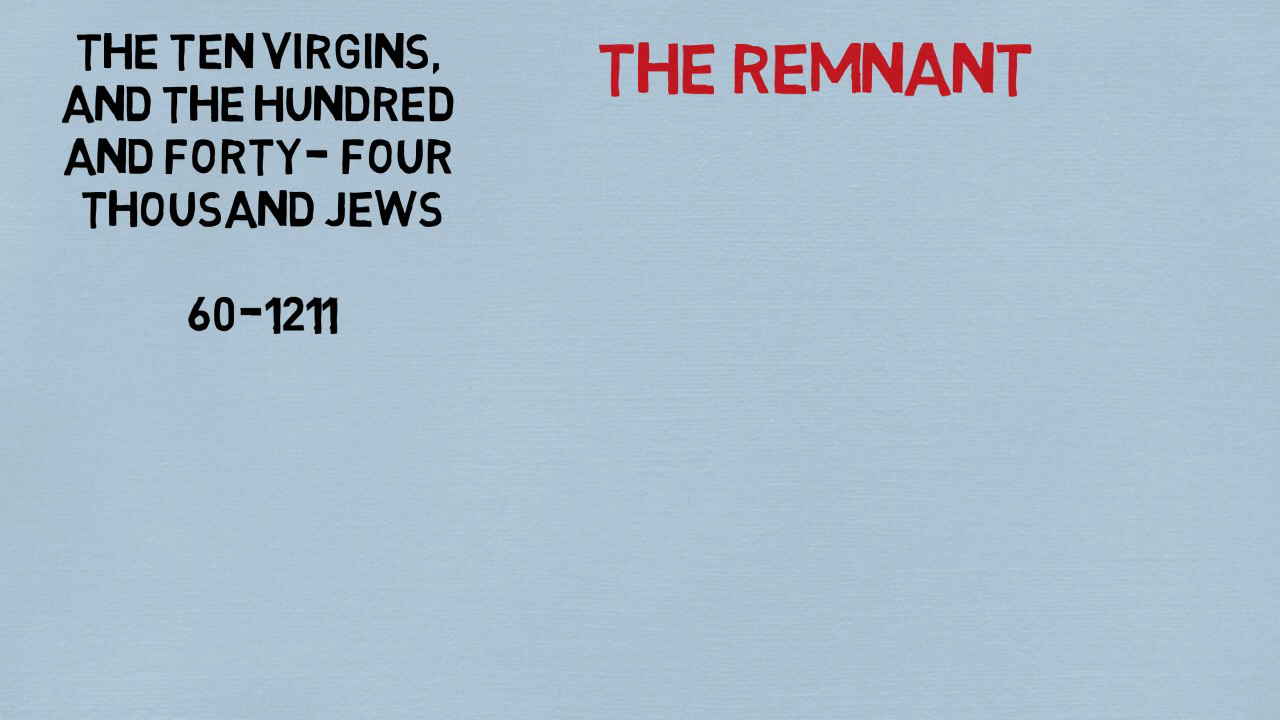 THE TEN VIRGINS,
AND THE HUNDRED
AND FORTY- FOUR
THOUSAND JEWS
60-1211
THE REMNANT